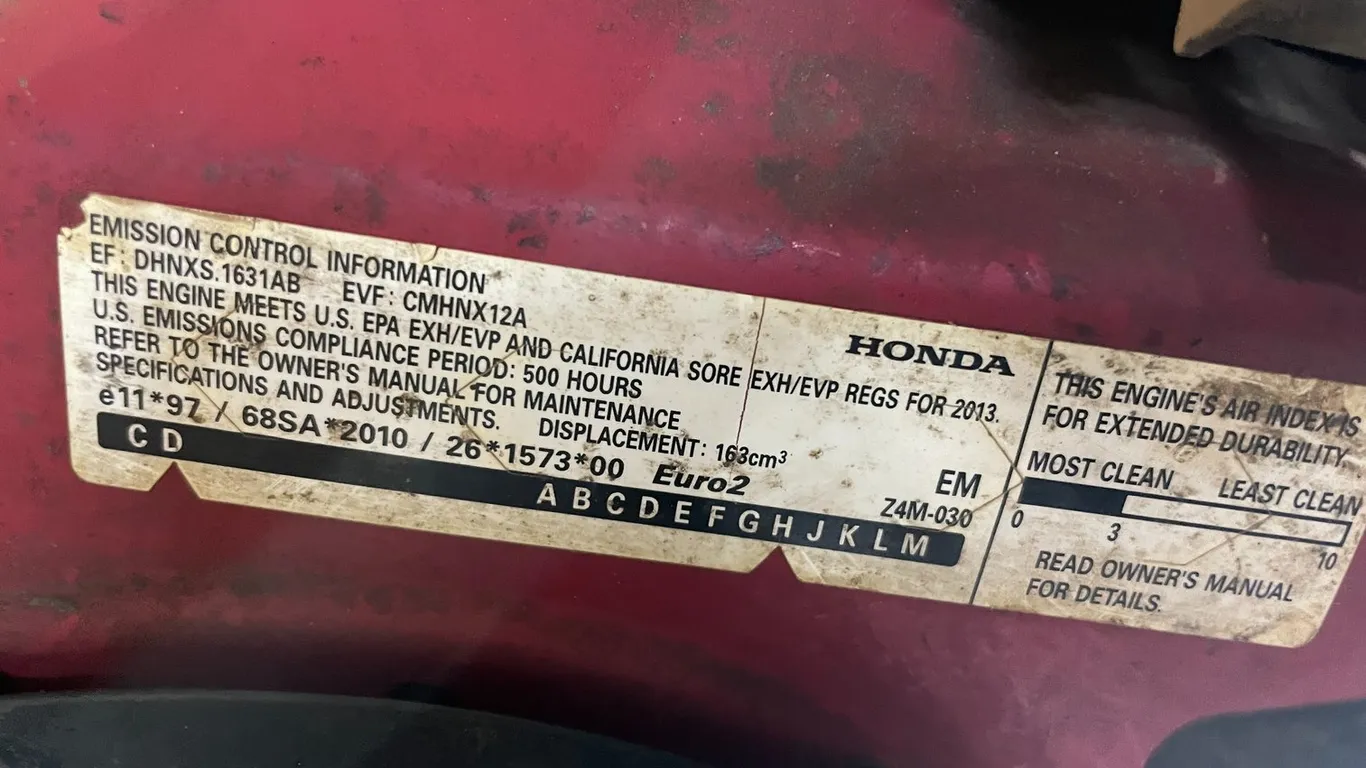 EMISSION CONTROL INFORMATION
EF: DHNXS.1631AB EVF: CMHNX12A
THIS ENGINE MEETS U.S. EPA EXH/EVP AND CALIFORNIA SORE EXH/EVP REGS FOR 2013.
U.S. EMISSIONS COMPLIANCE PERIOD: 500 HOURS
REFER TO THE OWNER'S MANUAL FOR MAINTENANCE
SPECIFICATIONS AND ADJUSTMENTS. DISPLACEMENT: 163cm³
e11*97 / 68SA*2010 / 26*1573*00 Euro2
C D A B C D E F G H J K L M
HONDA
EM
Z4M-030
THIS ENGINE'S AIR INDEX IS
FOR EXTENDED DURABILITY.
MOST CLEAN LEAST CLEAN
0 3 10
READ OWNER'S MANUAL
FOR DETAILS.